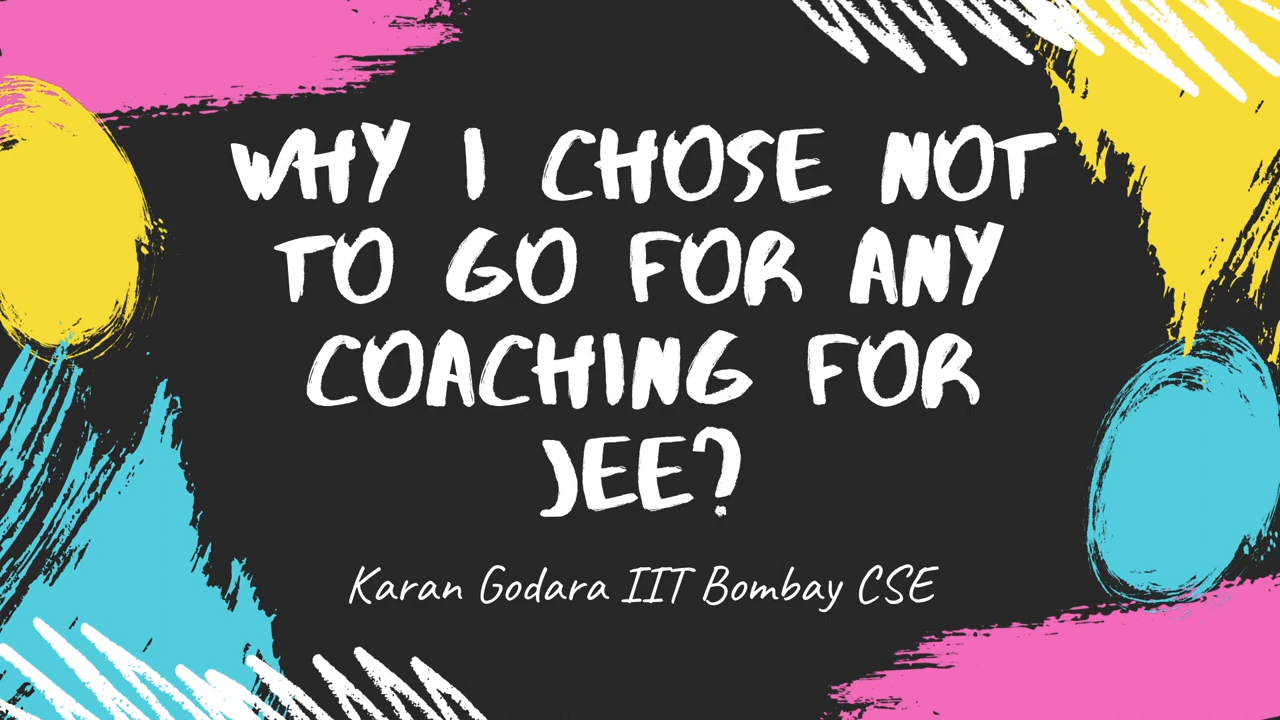 WHY I CHOSE NOT
TO GO FOR ANY
COACHING FOR
JEE?
Karan Godara IIT Bombay CSE